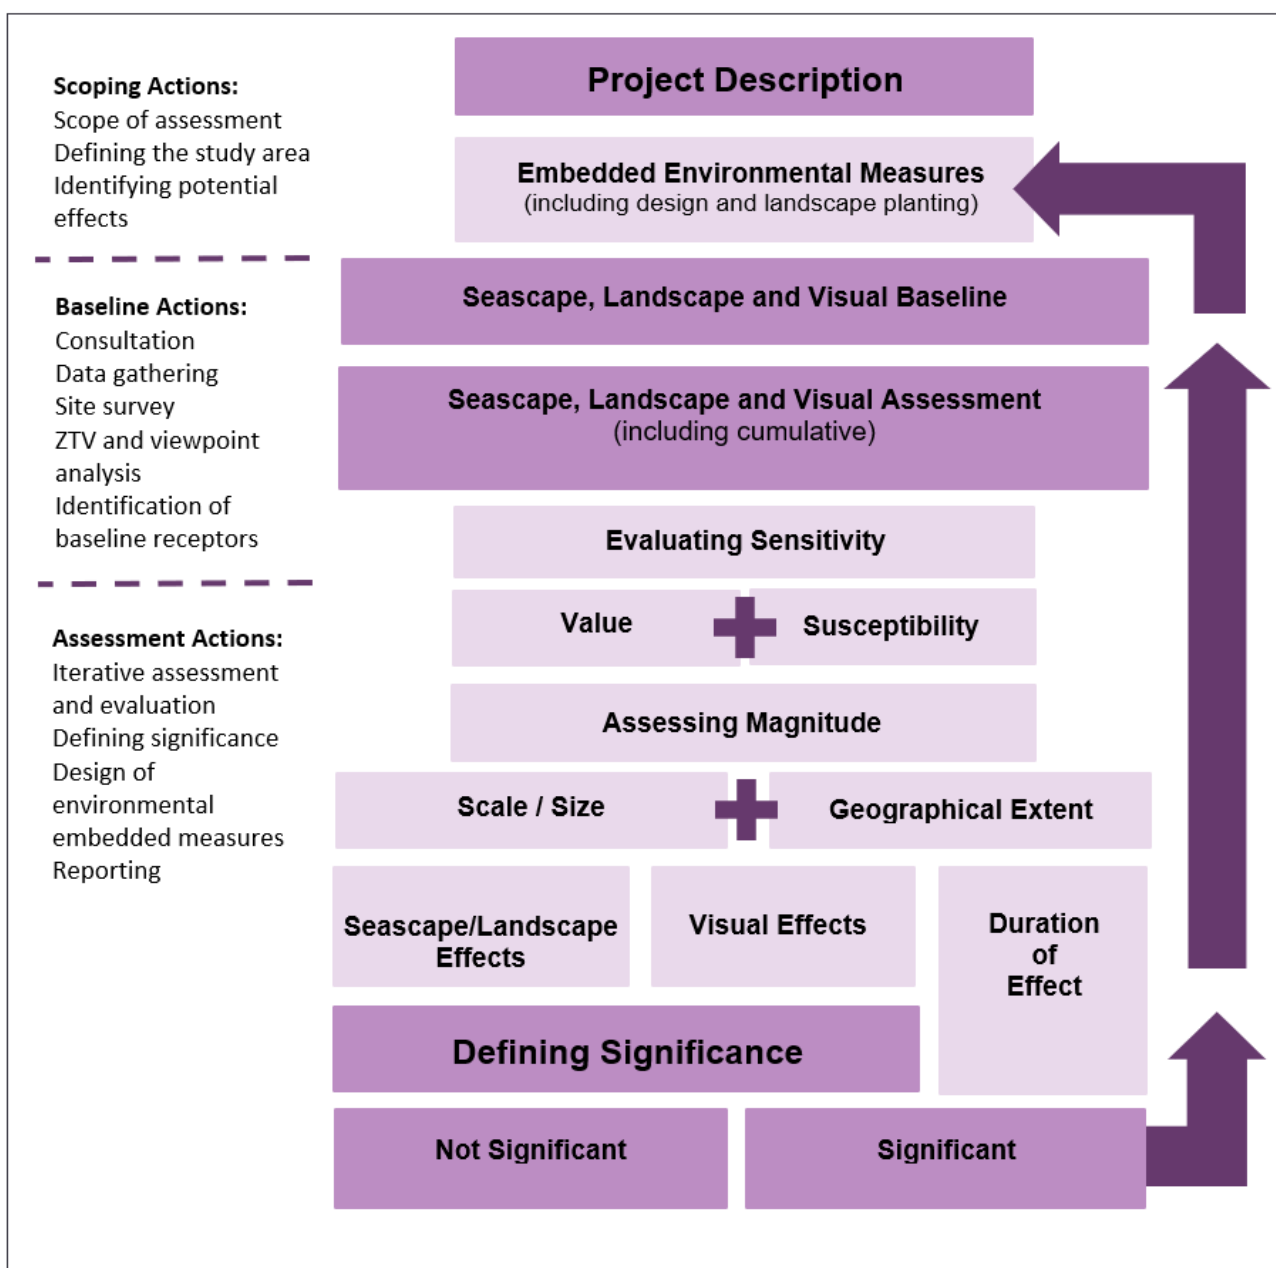 Scoping Actions:
Scope of assessment
Defining the study area
Identifying potential
effects
Baseline Actions:
Consultation
Data gathering
Site survey
ZTV and viewpoint
analysis
Identification of
baseline receptors
Assessment Actions:
Iterative assessment
and evaluation
Defining significance
Design of
environmental
embedded measures
Reporting
Project Description
Embedded Environmental Measures
(including design and landscape planting)
Seascape, Landscape and Visual Baseline
Seascape, Landscape and Visual Assessment
(including cumulative)
Evaluating Sensitivity
Value
Susceptibility
Assessing Magnitude
Scale / Size
Geographical Extent
Seascape/Landscape
Effects
Visual Effects
Duration
of
Effect
Defining Significance
Not Significant
Significant